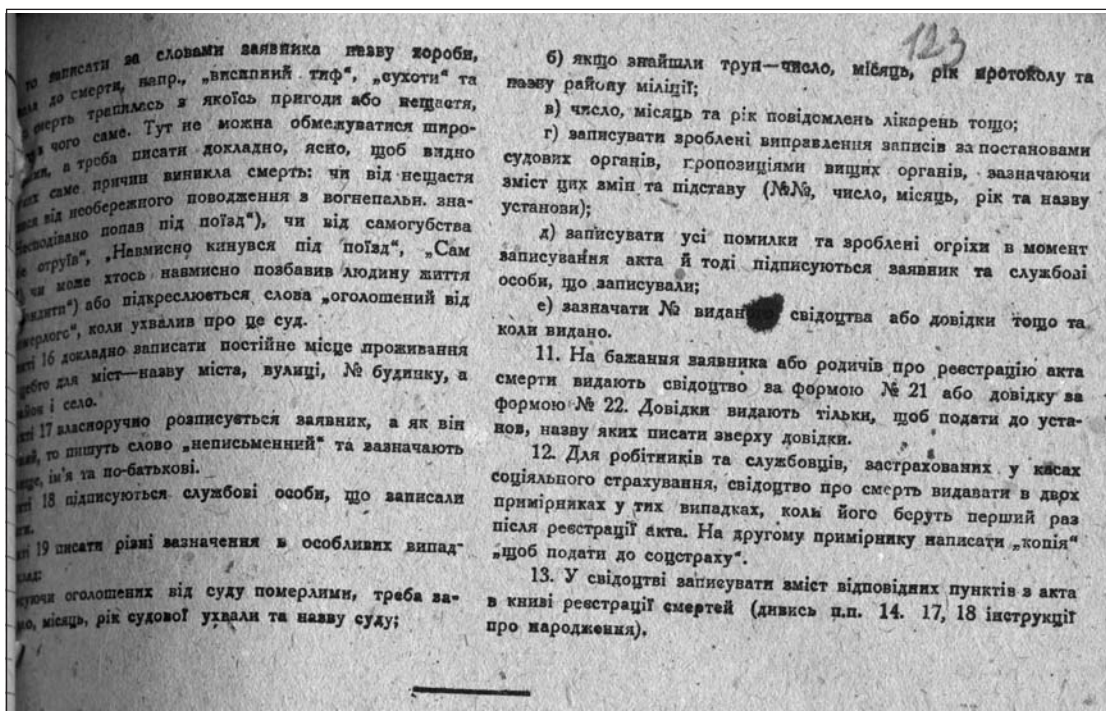 то записати за словами заявника назву хороби,
до смерти, напр., „висипний тиф“, „сухоти“ та
смерть трапилась з якоїсь пригоди або нещастя,
чого саме. Тут не можна обмежуватися широ-
а треба писати докладно, ясно, щоб видно
саме причин виникла смерть: чи від нещастя
від необережного поводження в вогнепальн. зна-
попав під поїзд“), чи від самогубства
отруїв“, „Навмисно кинувся під поїзд“, „Сам
чи може хтось навмисно позбавив людину життя
або підкреслюється слова „оголошений від
коли ухвалив про це суд.
16 докладно записати постійне місце проживання
для міст—назву міста, вулиці, № будинку, а
і село.
17 власноручно розписується заявник, а як він
то пишуть слово „неписьменний“ та зазначають
ім'я та по-батькові.
18 підписуються службові особи, що записали
19 писати різні зазначення в особливих випад-
оголошених від суду померлими, треба за-
місяць, рік судової ухвали та назву суду;
123
б) якщо знайшли труп—число, місяць, рік протоколу та
назву району міліції;
в) число, місяць та рік повідомлень лікарень тощо;
г) записувати зроблені виправлення записів за постановами
судових органів, пропозиціями вищих органів, зазначаючи
зміст цих змін та підставу (№№, число, місяць, рік та назву
установи);
д) записувати усі помилки та зроблені огріхи в момент
записування акта й тоді підписуються заявник та службові
особи, що записували;
е) зазначати № виданого свідоцтва або довідки тощо та
коли видано.
11. На бажання заявника або родичів про реєстрацію акта
смерти видають свідоцтво за формою № 21 або довідку за
формою № 22. Довідки видають тільки, щоб подати до уста-
нов, назву яких писати зверху довідки.
12. Для робітників та службовців, застрахованих у касах
соціяльного страхування, свідоцтво про смерть видавати в двох
примірниках у тих випадках, коли його беруть перший раз
після реєстрації акта. На другому примірнику написати „копія“
„щоб подати до соцстраху“.
13. У свідоцтві записувати зміст відповідних пунктів з акта
в книзі реєстрації смертей (дивись п.п. 14. 17, 18 інструкції
про народження).